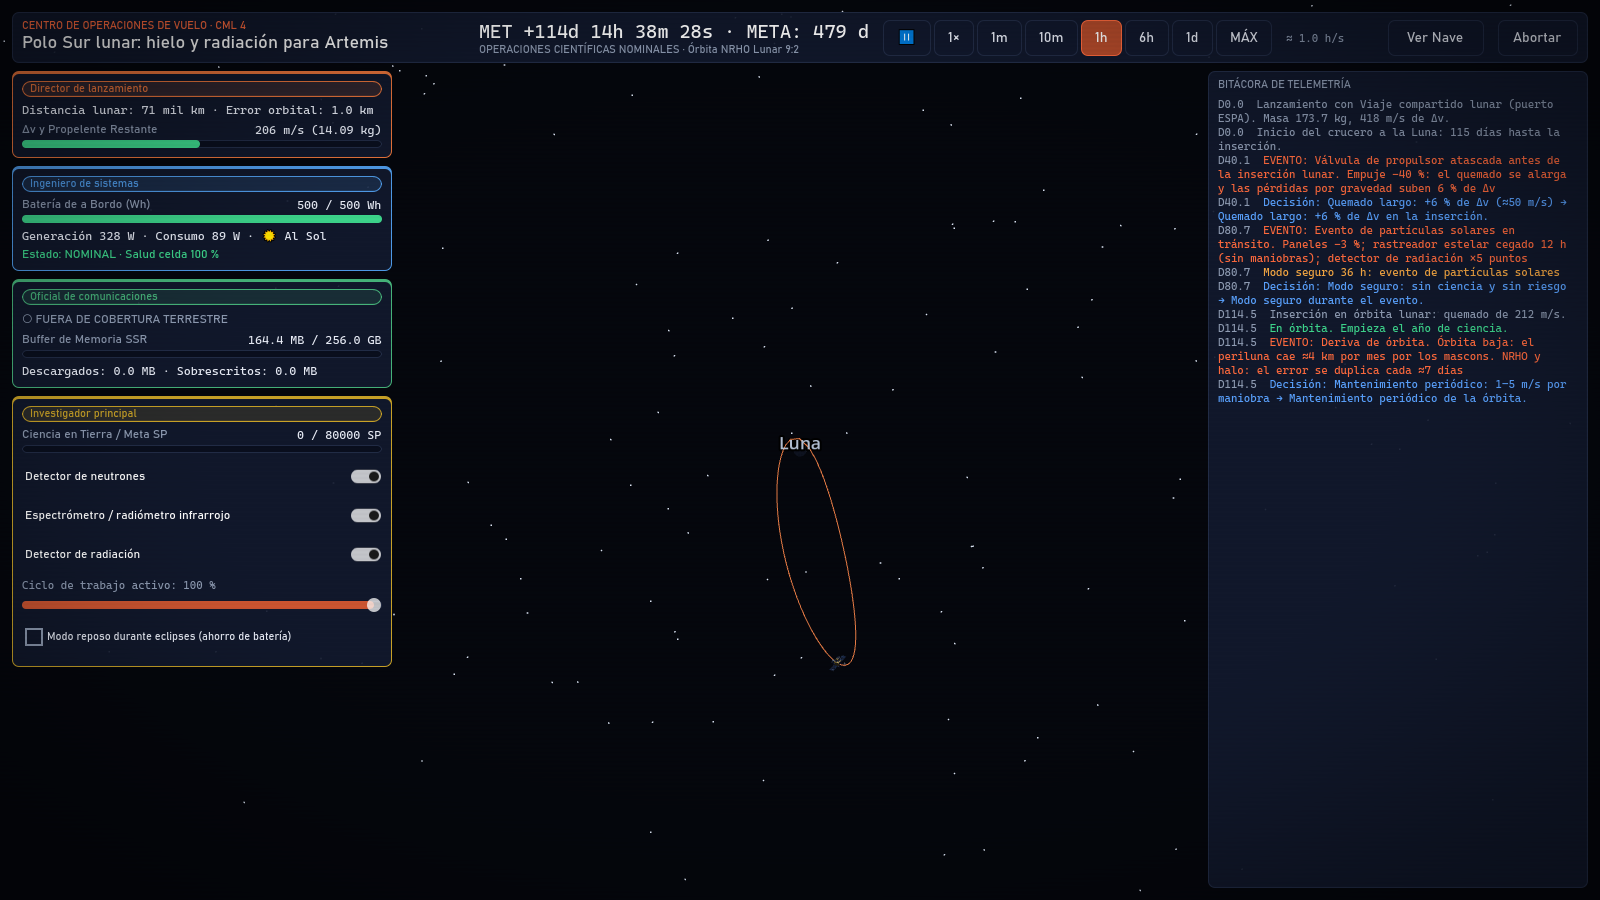 CENTRO DE OPERACIONES DE VUELO · CML 4
Polo Sur lunar: hielo y radiación para Artemis
MET +114d 14h 38m 28s · META: 479 d
OPERACIONES CIENTÍFICAS NOMINALES · Órbita NRHO Lunar 9:2
1×
1m
10m
1h
6h
1d
MÁX
≈ 1.0 h/s
Ver Nave
Abortar
Director de lanzamiento
Distancia lunar: 71 mil km · Error orbital: 1.0 km
Δv y Propelente Restante
206 m/s (14.09 kg)
Ingeniero de sistemas
Batería de a Bordo (Wh)
500 / 500 Wh
Generación 328 W · Consumo 89 W · Al Sol
Estado: NOMINAL · Salud celda 100 %
Oficial de comunicaciones
FUERA DE COBERTURA TERRESTRE
Buffer de Memoria SSR
164.4 MB / 256.0 GB
Descargados: 0.0 MB · Sobrescritos: 0.0 MB
Investigador principal
Ciencia en Tierra / Meta SP
0 / 80000 SP
Detector de neutrones
Espectrómetro / radiómetro infrarrojo
Detector de radiación
Ciclo de trabajo activo: 100 %
Modo reposo durante eclipses (ahorro de batería)
Luna
BITÁCORA DE TELEMETRÍA
D0.0 Lanzamiento con Viaje compartido lunar (puerto
ESPA). Masa 173.7 kg, 418 m/s de Δv.
D0.0 Inicio del crucero a la Luna: 115 días hasta la
inserción.
D40.1 EVENTO: Válvula de propulsor atascada antes de
la inserción lunar. Empuje −40 %: el quemado se alarga
y las pérdidas por gravedad suben 6 % de Δv
D40.1 Decisión: Quemado largo: +6 % de Δv (≈50 m/s) →
Quemado largo: +6 % de Δv en la inserción.
D80.7 EVENTO: Evento de partículas solares en
tránsito. Paneles −3 %; rastreador estelar cegado 12 h
(sin maniobras); detector de radiación ×5 puntos
D80.7 Modo seguro 36 h: evento de partículas solares
D80.7 Decisión: Modo seguro: sin ciencia y sin riesgo
→ Modo seguro durante el evento.
D114.5 Inserción en órbita lunar: quemado de 212 m/s.
D114.5 En órbita. Empieza el año de ciencia.
D114.5 EVENTO: Deriva de órbita. Órbita baja: el
periluna cae ≈4 km por mes por los mascons. NRHO y
halo: el error se duplica cada ≈7 días
D114.5 Decisión: Mantenimiento periódico: 1–5 m/s por
maniobra → Mantenimiento periódico de la órbita.